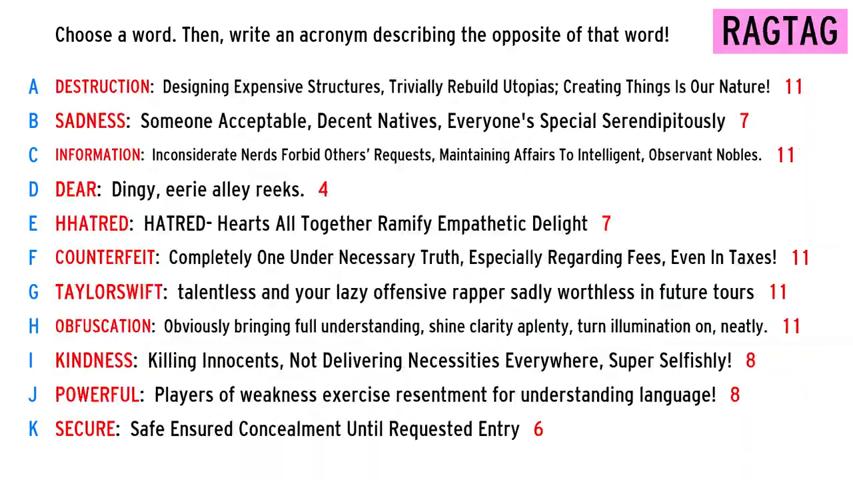 Choose a word. Then, write an acronym describing the opposite of that word!
RAGTAG
A DESTRUCTION: Designing Expensive Structures, Trivially Rebuild Utopias; Creating Things Is Our Nature! 11
B SADNESS: Someone Acceptable, Decent Natives, Everyone's Special Serendipitously 7
C INFORMATION: Inconsiderate Nerds Forbid Others' Requests, Maintaining Affairs To Intelligent, Observant Nobles. 11
D DEAR: Dingy, eerie alley reeks. 4
E HHATRED: HATRED- Hearts All Together Ramify Empathetic Delight 7
F COUNTERFEIT: Completely One Under Necessary Truth, Especially Regarding Fees, Even In Taxes! 11
G TAYLORSWIFT: talentless and your lazy offensive rapper sadly worthless in future tours 11
H OBFUSCATION: Obviously bringing full understanding, shine clarity aplenty, turn illumination on, neatly. 11
I KINDNESS: Killing Innocents, Not Delivering Necessities Everywhere, Super Selfishly! 8
J POWERFUL: Players of weakness exercise resentment for understanding language! 8
K SECURE: Safe Ensured Concealment Until Requested Entry 6